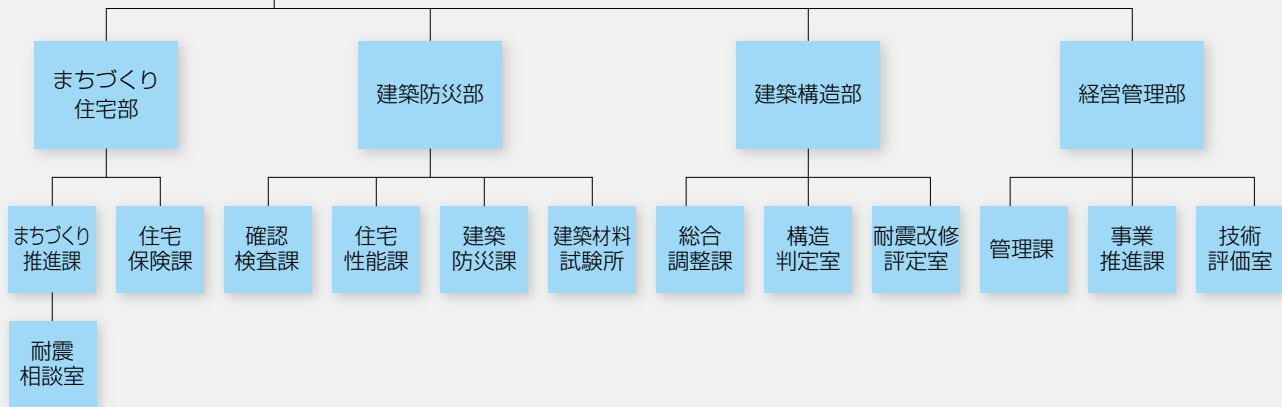 まちづくり
住宅部
建築防災部
建築構造部
経営管理部
まちづくり
推進課
住宅
保険課
確認
検査課
住宅
性能課
建築
防災課
建築材料
試験所
総合
調整課
構造
判定室
耐震改修
評定室
管理課
事業
推進課
技術
評価室
耐震
相談室